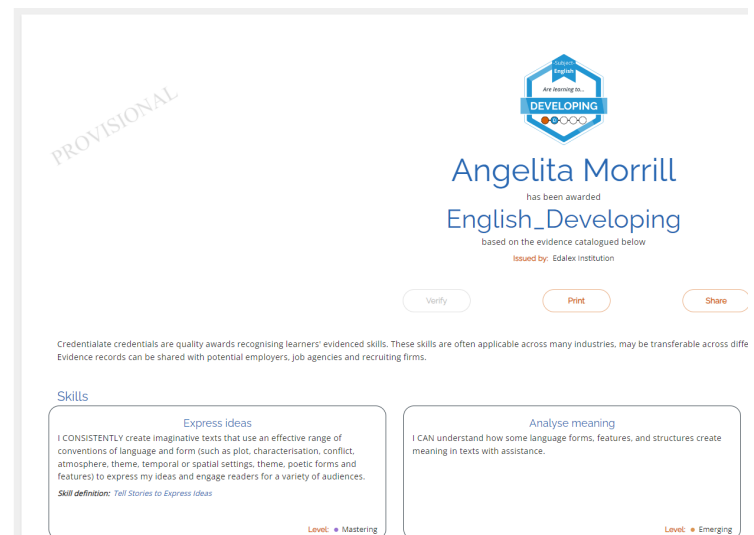 PROVISIONAL
Subject:
English
Are learning to...
DEVELOPING
Angelita Morrill
has been awarded
English_Developing
based on the evidence catalogued below
Issued by: Edalex Institution
Verify Print Share
Credentialate credentials are quality awards recognising learners' evidenced skills. These skills are often applicable across many industries, may be transferable across diffe
Evidence records can be shared with potential employers, job agencies and recruiting firms.
Skills
Express ideas
I CONSISTENTLY create imaginative texts that use an effective range of
conventions of language and form (such as plot, characterisation, conflict,
atmosphere, theme, temporal or spatial settings, theme, poetic forms and
features) to express my ideas and engage readers for a variety of audiences.
Skill definition: Tell Stories to Express Ideas
Level: Mastering
Analyse meaning
I CAN understand how some language forms, features, and structures create
meaning in texts with assistance.
Level: Emerging